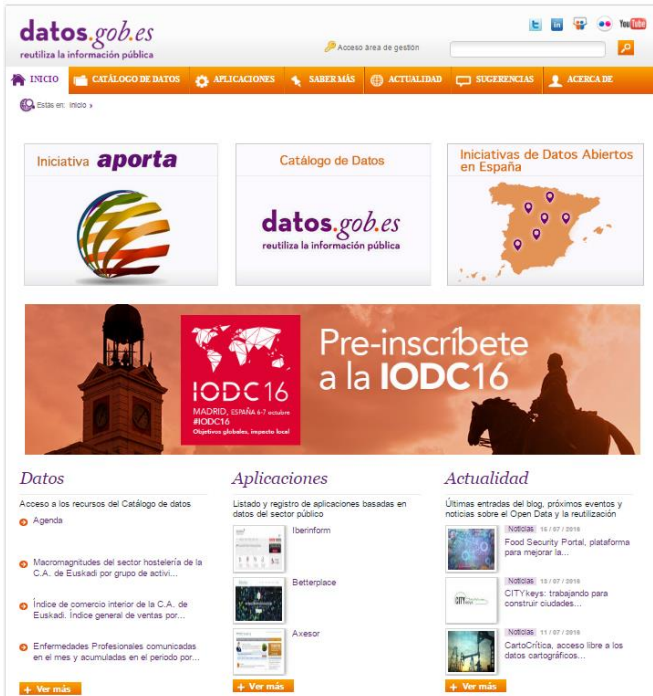 datos.gob.es
reutiliza la información pública
Acceso área de gestión
You Tube
INICIO
CATÁLOGO DE DATOS
APLICACIONES
SABER MÁS
ACTUALIDAD
SUGERENCIAS
ACERCA DE
Estás en: Inicio ›
Iniciativa aporta
Catálogo de Datos
datos.gob.es
reutiliza la información pública
Iniciativas de Datos Abiertos
en España
IODC16
MADRID, ESPAÑA 6-7 octubre
#IODC16
Objetivos globales, impacto local
Pre-inscríbete
a la IODC16
Datos
Acceso a los recursos del Catálogo de datos
Agenda
Macromagnitudes del sector hostelería de la
C.A. de Euskadi por grupo de activi...
Índice de comercio interior de la C.A. de
Euskadi. Índice general de ventas por...
Enfermedades Profesionales comunicadas
en el mes y acumuladas en el periodo por...
+ Ver más
Aplicaciones
Listado y registro de aplicaciones basadas en
datos del sector público
Iberinform
Betterplace
Axesor
+ Ver más
Actualidad
Últimas entradas del blog, próximos eventos y
noticias sobre el Open Data y la reutilización
Noticias 15 / 07 / 2016
Food Security Portal, plataforma
para mejorar la...
Noticias 13 / 07 / 2016
CITYkeys: trabajando para
construir ciudades...
Noticias 11 / 07 / 2016
CartoCrítica, acceso libre a los
datos cartográficos...
+ Ver más